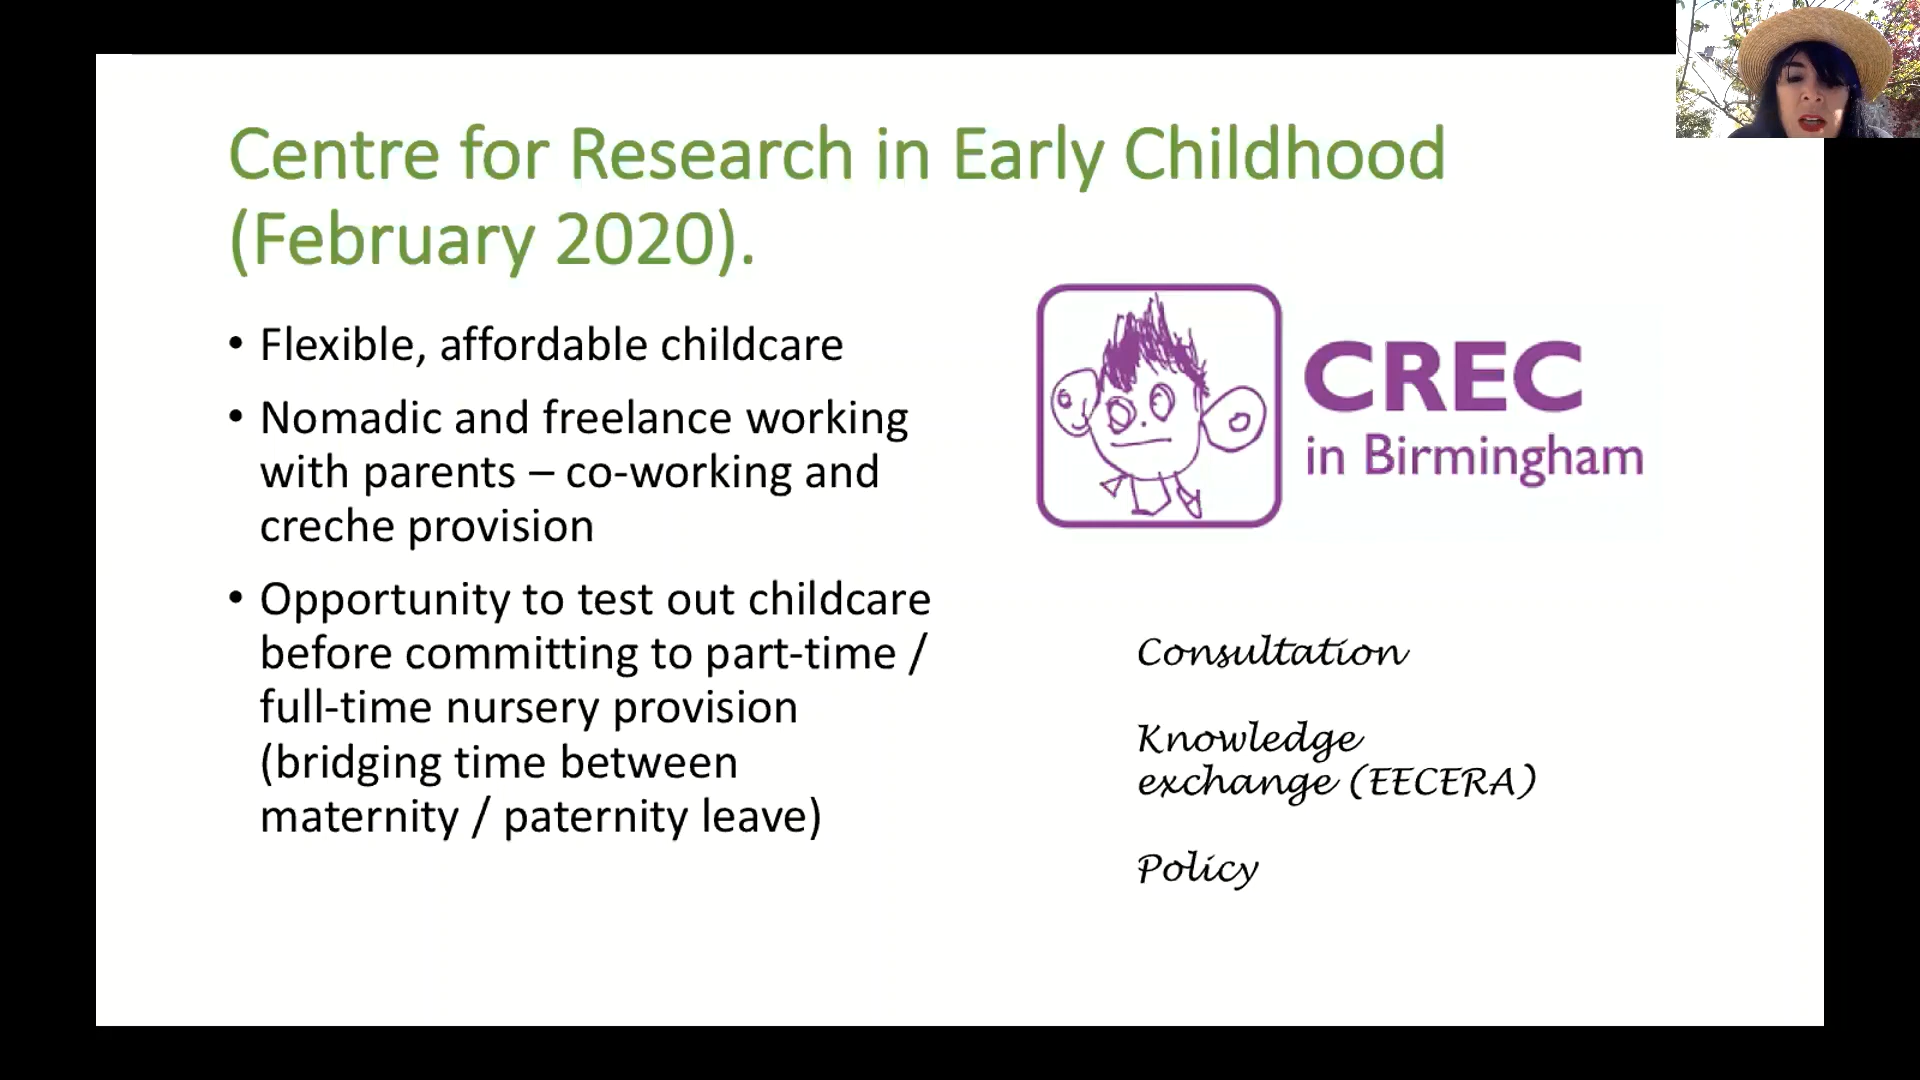 Centre for Research in Early Childhood
(February 2020).
• Flexible, affordable childcare
• Nomadic and freelance working
with parents – co-working and
creche provision
• Opportunity to test out childcare
before committing to part-time /
full-time nursery provision
(bridging time between
maternity / paternity leave)
CREC
in Birmingham
Consultation
Knowledge
exchange (EECERA)
Policy